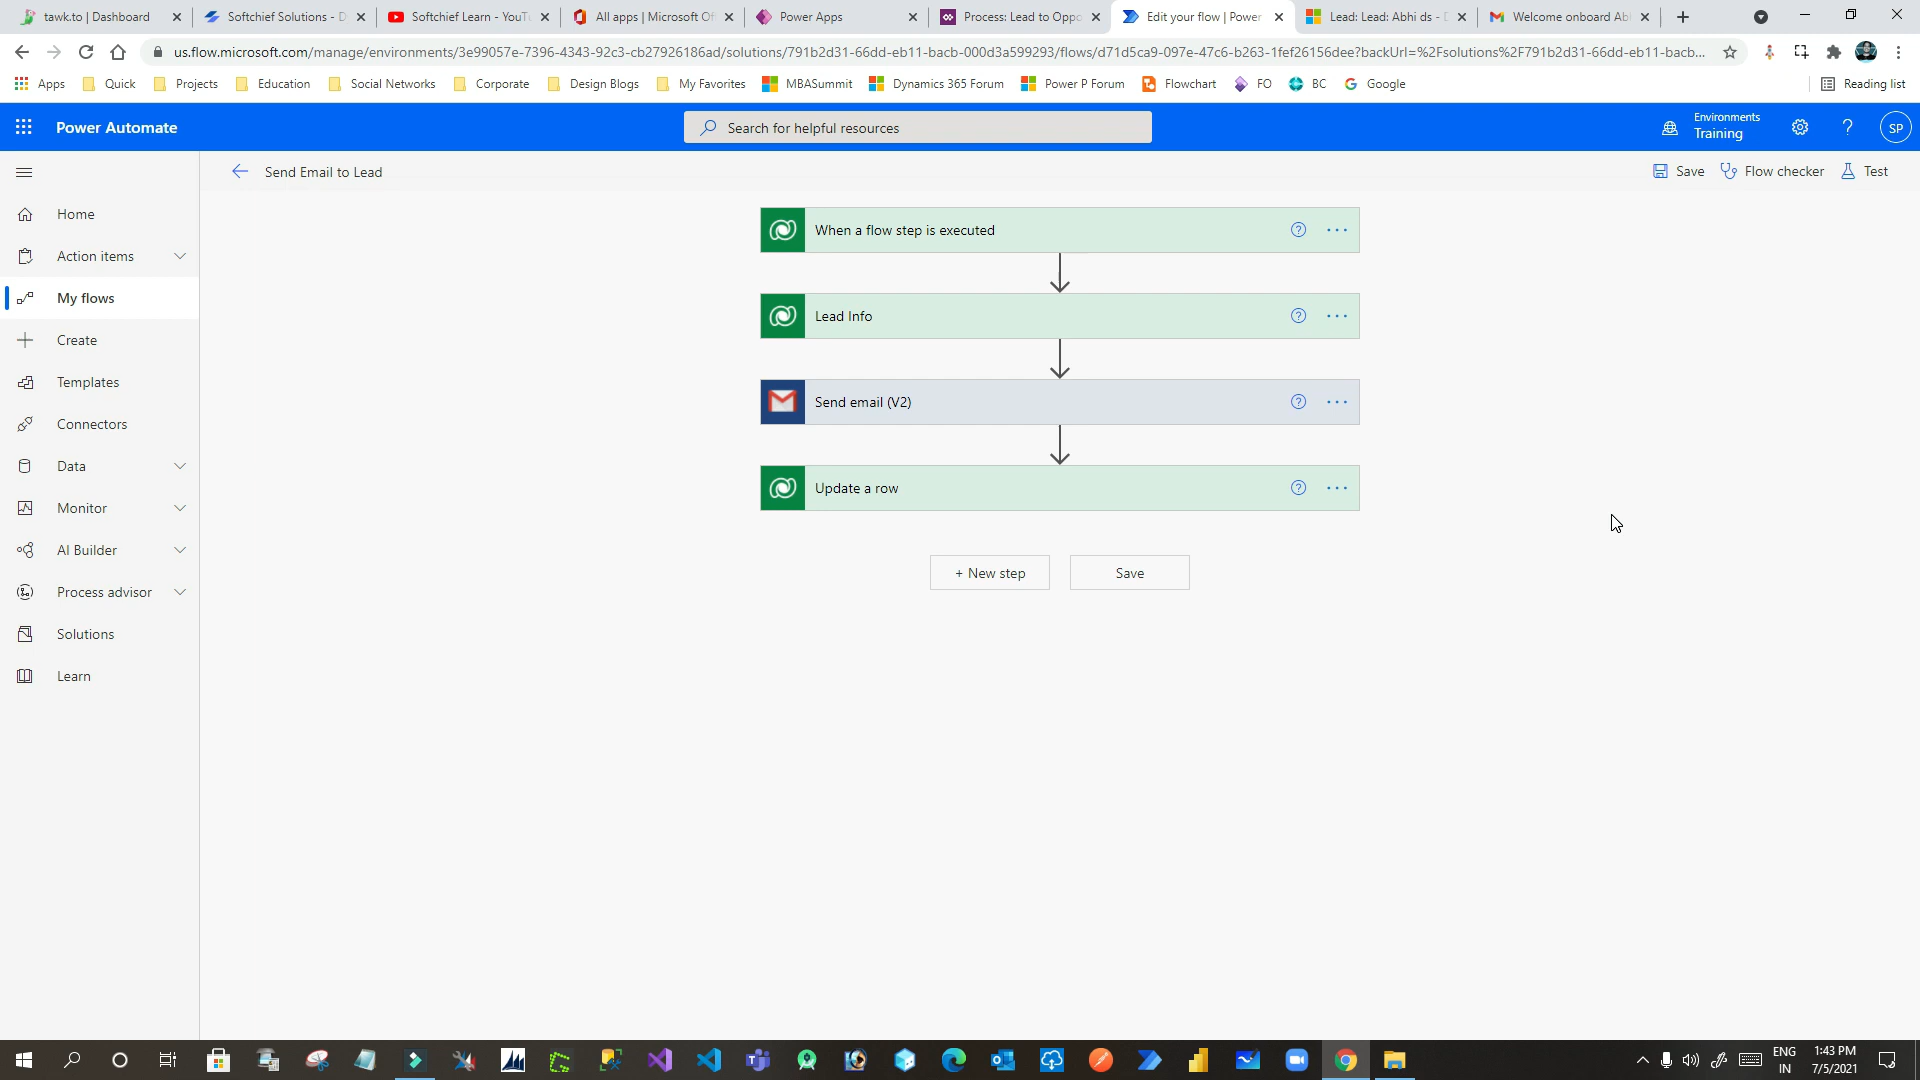 tawk.to | Dashboard
Softchief Solutions - D
Softchief Learn - YouTu
All apps | Microsoft Of
Power Apps
Process: Lead to Oppo
Edit your flow | Power
Lead: Lead: Abhi ds - D
Welcome onboard Abi
us.flow.microsoft.com/manage/environments/3e99057e-7396-4343-92c3-cb27926186ad/solutions/791b2d31-66dd-eb11-bacb-000d3a599293/flows/d71d5ca9-097e-47c6-b263-1fef26156dee?backUrl=%2Fsolutions%2F791b2d31-66dd-eb11-bacb...
Apps
Quick
Projects
Education
Social Networks
Corporate
Design Blogs
My Favorites
MBASummit
Dynamics 365 Forum
Power P Forum
Flowchart
FO
BC
Google
Reading list
Power Automate
Search for helpful resources
Environments
Training
SP
Send Email to Lead
Save
Flow checker
Test
Home
Action items
My flows
Create
Templates
Connectors
Data
Monitor
AI Builder
Process advisor
Solutions
Learn
When a flow step is executed
Lead Info
Send email (V2)
Update a row
+ New step
Save
ENG
IN
1:43 PM
7/5/2021